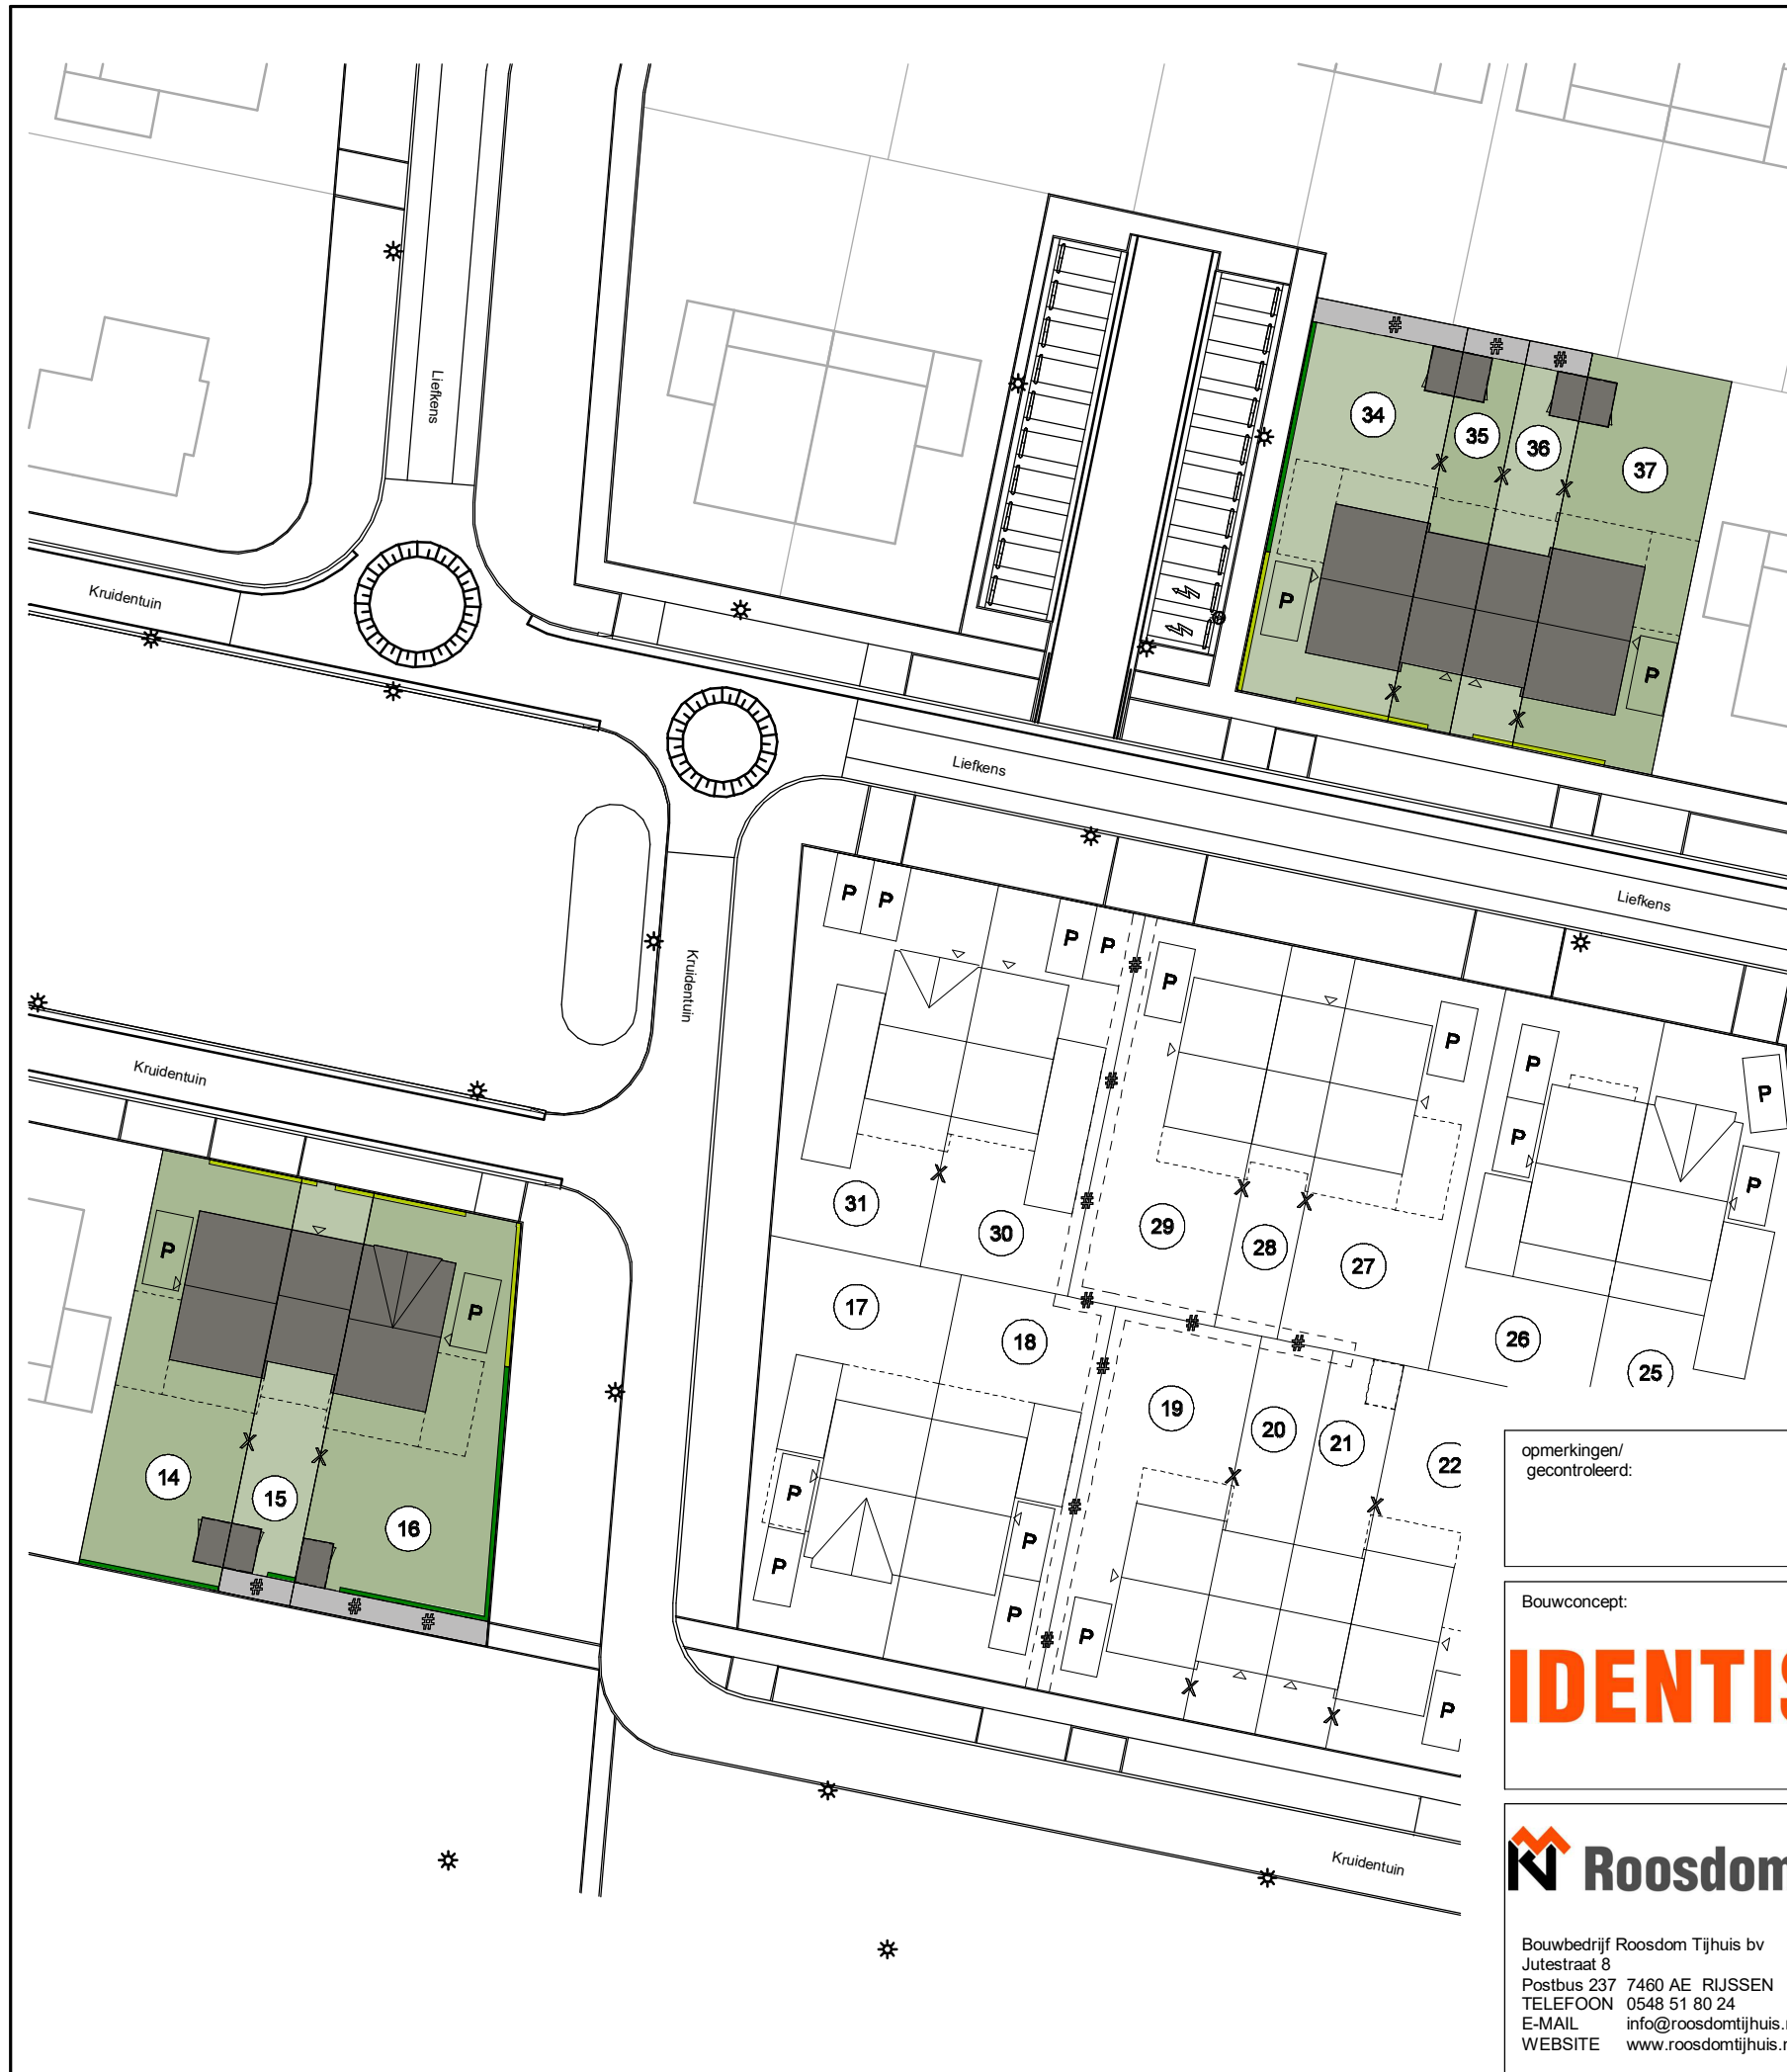 Liefkens
34
35
36
37
P
P
Kruidentuin
Liefkens
Liefkens
P P
P P
P
P
P
P
P
P
Kruidentuin
Kruidentuin
31
30
29
28
27
26
25
P
P
17
18
19
20
21
22
14
15
16
P
P
P
P
P
P
Kruidentuin
opmerkingen/
gecontroleerd:
Bouwconcept:
IDENTIS
Roosdom
Bouwbedrijf Roosdom Tijhuis bv
Jutestraat 8
Postbus 237 7460 AE RIJSSEN
TELEFOON 0548 51 80 24
E-MAIL info@roosdomtijhuis.n
WEBSITE www.roosdomtijhuis.n